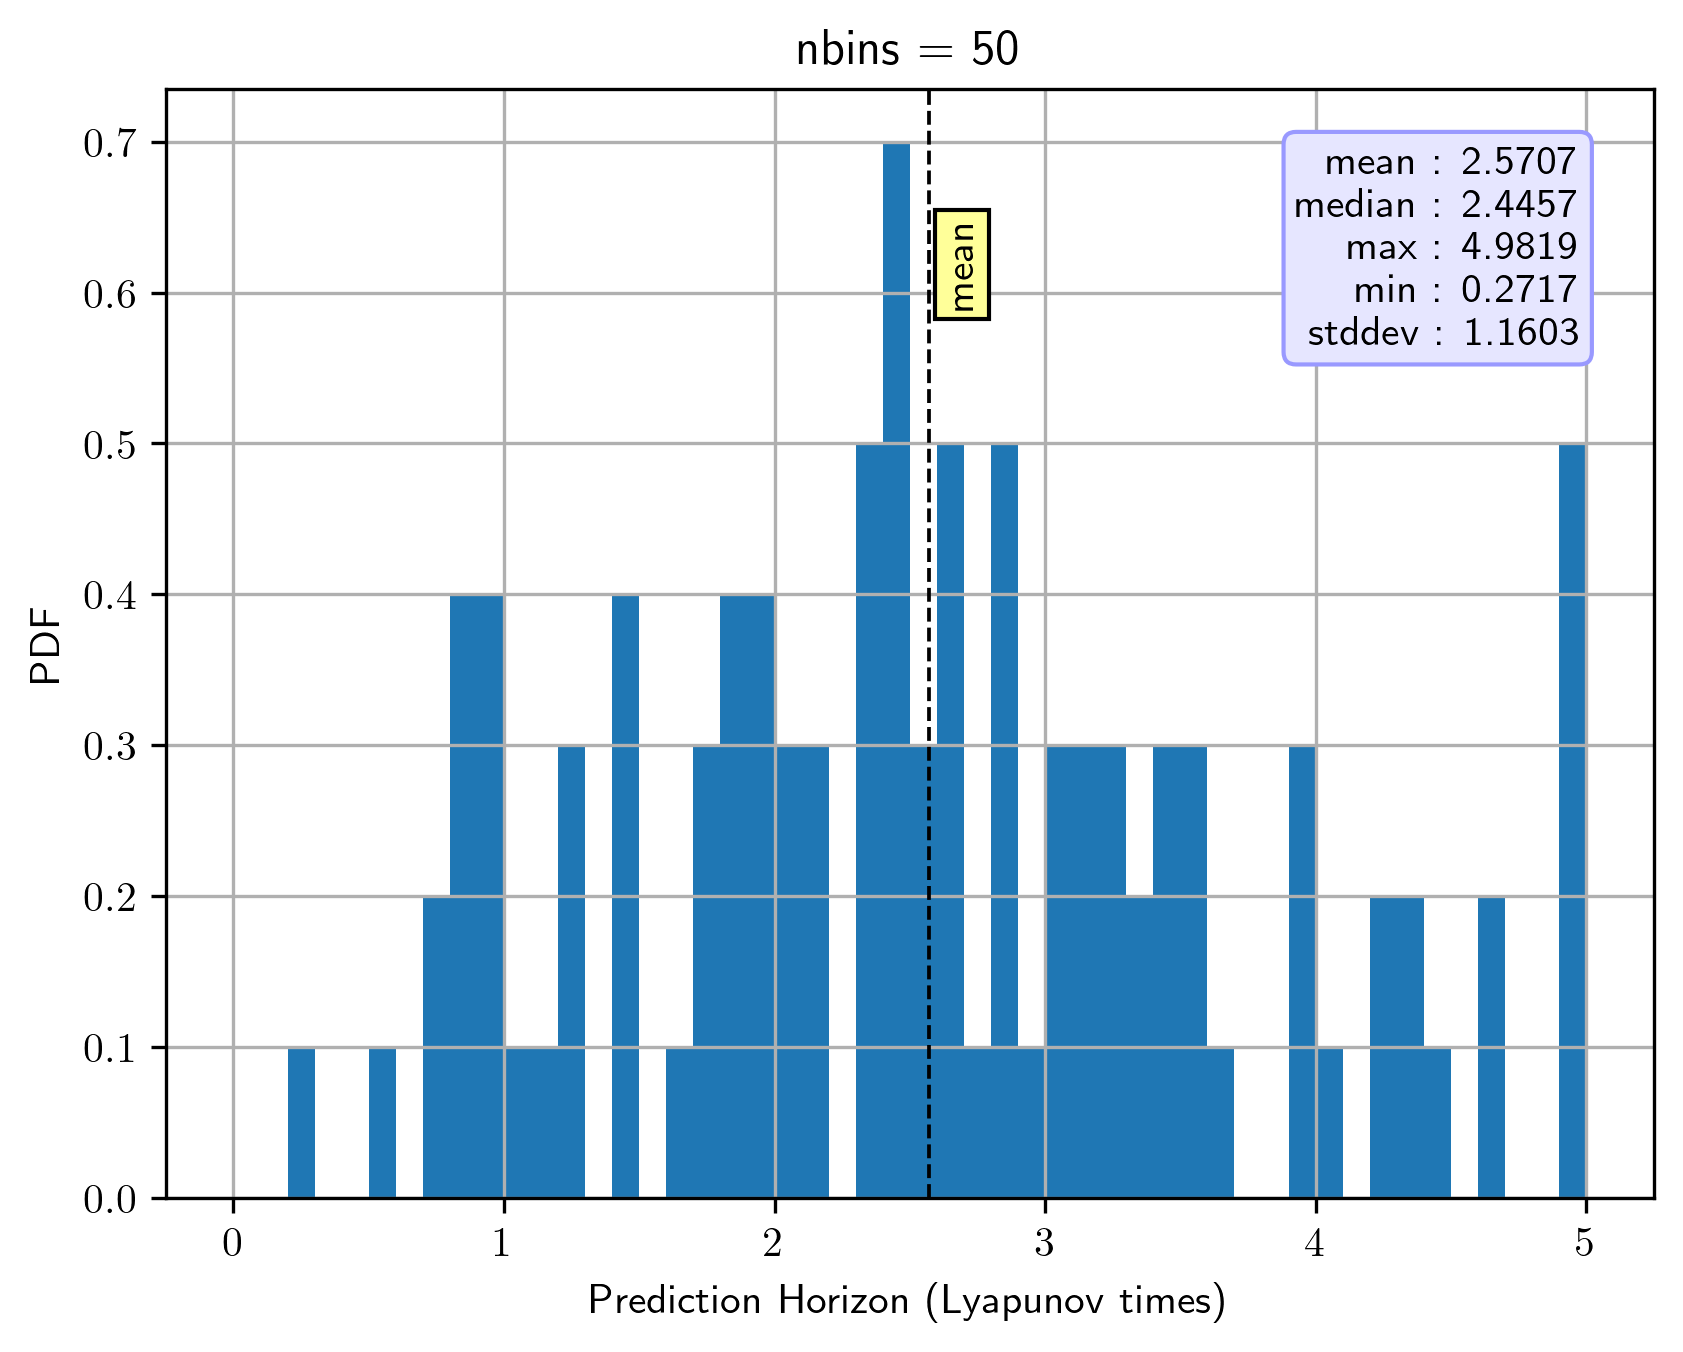 nbins = 50
0.7
0.6
0.5
0.4
0.3
0.2
0.1
0.0
PDF
mean
mean : 2.5707
median : 2.4457
max : 4.9819
min : 0.2717
stddev : 1.1603
0 1 2 3 4 5
Prediction Horizon (Lyapunov times)